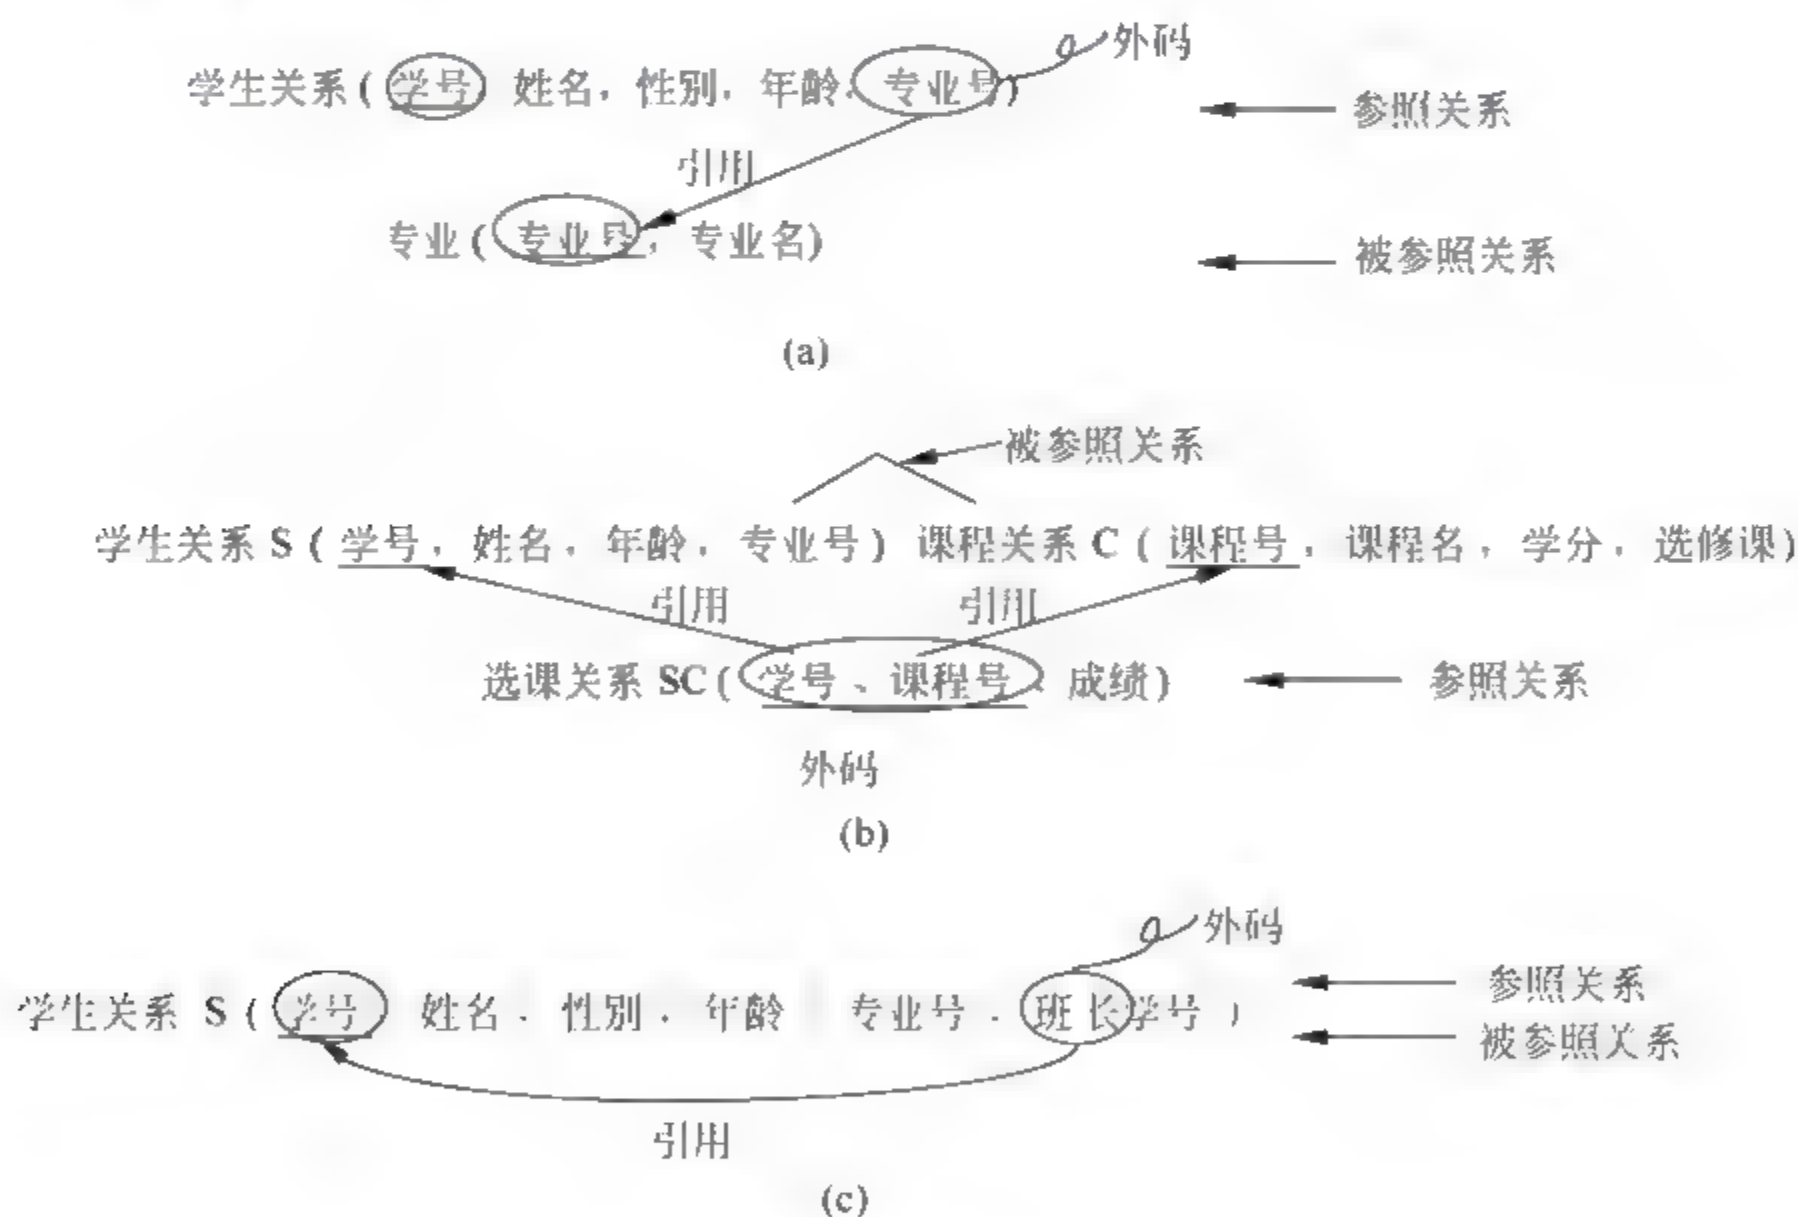 外码
学生关系(学号 姓名,性别,年龄,专业号) 参照关系
引用
专业(专业号,专业名) 被参照关系
(a)
被参照关系
学生关系 S(学号,姓名,年龄,专业号) 课程关系 C(课程号,课程名,学分,选修课)
引用 引用
选课关系 SC(学号、课程号、成绩) 参照关系
外码
(b)
外码
学生关系 S(学号 姓名.性别.年龄 专业号.班长学号) 参照关系
被参照关系
引用
(c)